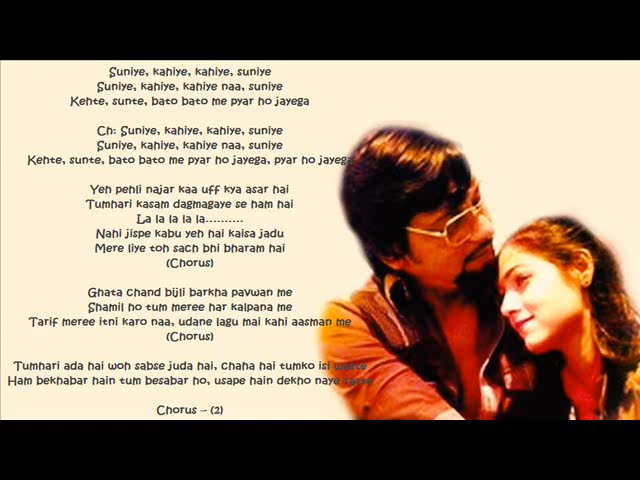 Suniye, kahiye, kahiye, suniye
Suniye, kahiye, kahiye naa, suniye
Kehte, sunte, bato bato me pyar ho jayega
Ch: Suniye, kahiye, kahiye, suniye
Suniye, kahiye, kahiye naa, suniye
Kehte, sunte, bato bato me pyar ho jayega, pyar ho jayega
Yeh pehli najar kaa uff kya asar hai
Tumhari kasam dagmagaye se ham hai
La la la la la..........
Nahi jispe kabu yeh hai kaisa jadu
Mere liye toh sach bhi bharam hai
(Chorus)
Ghata chand bijli barkha pavwan me
Shamil ho tum meree har kalpana me
Tarif meree itni karo naa, udane lagu mai kahi aasman me
(Chorus)
Tumhari ada hai woh sabse juda hai, chaha hai tumko isi
Ham bekhabar hain tum besabar ho, usape hain dekho naye
Chorus – (2)